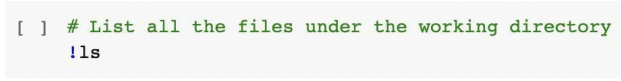 [ ] # List all the files under the working directory
!ls